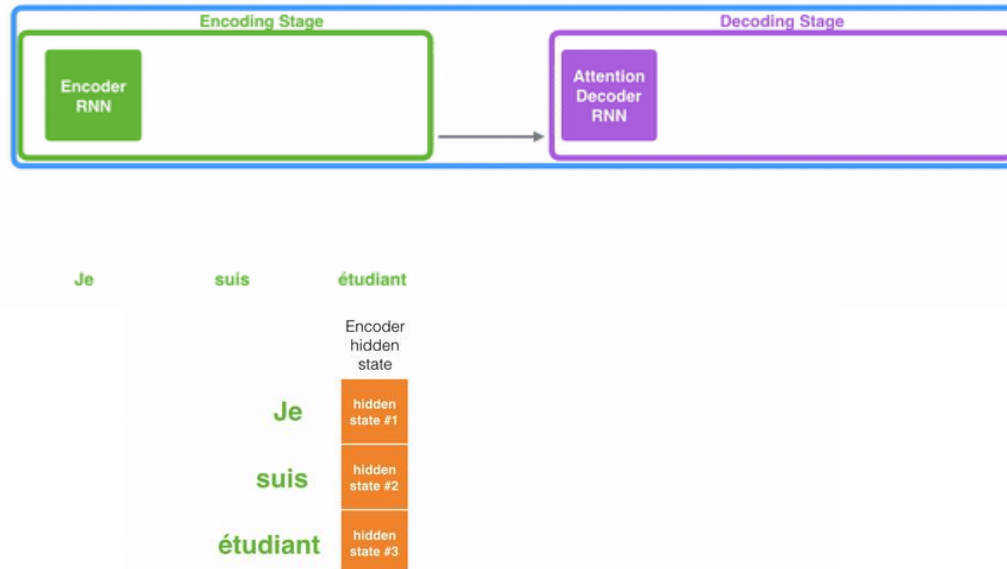 Encoding Stage
Decoding Stage
Encoder
RNN
Attention
Decoder
RNN
Je suis étudiant
Encoder
hidden
state
Je
hidden
state #1
suis
hidden
state #2
étudiant
hidden
state #3